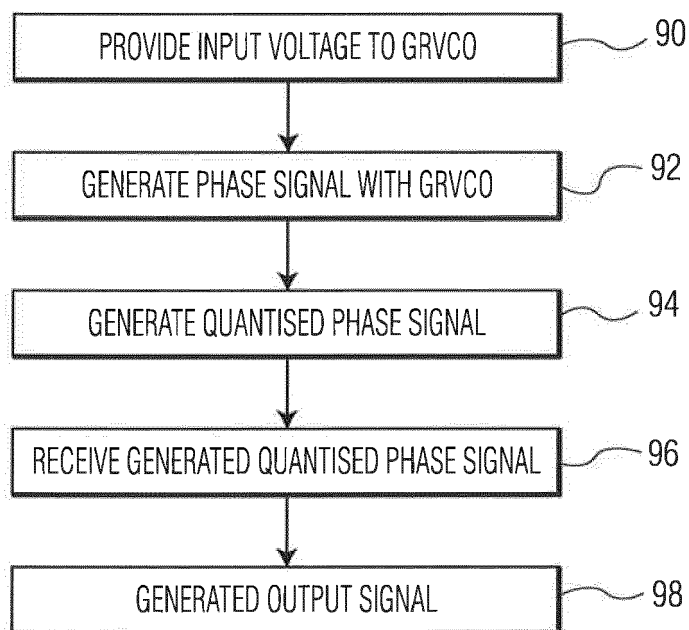 PROVIDE INPUT VOLTAGE TO GRVCO
90
GENERATE PHASE SIGNAL WITH GRVCO
92
GENERATE QUANTISED PHASE SIGNAL
94
RECEIVE GENERATED QUANTISED PHASE SIGNAL
96
GENERATED OUTPUT SIGNAL
98